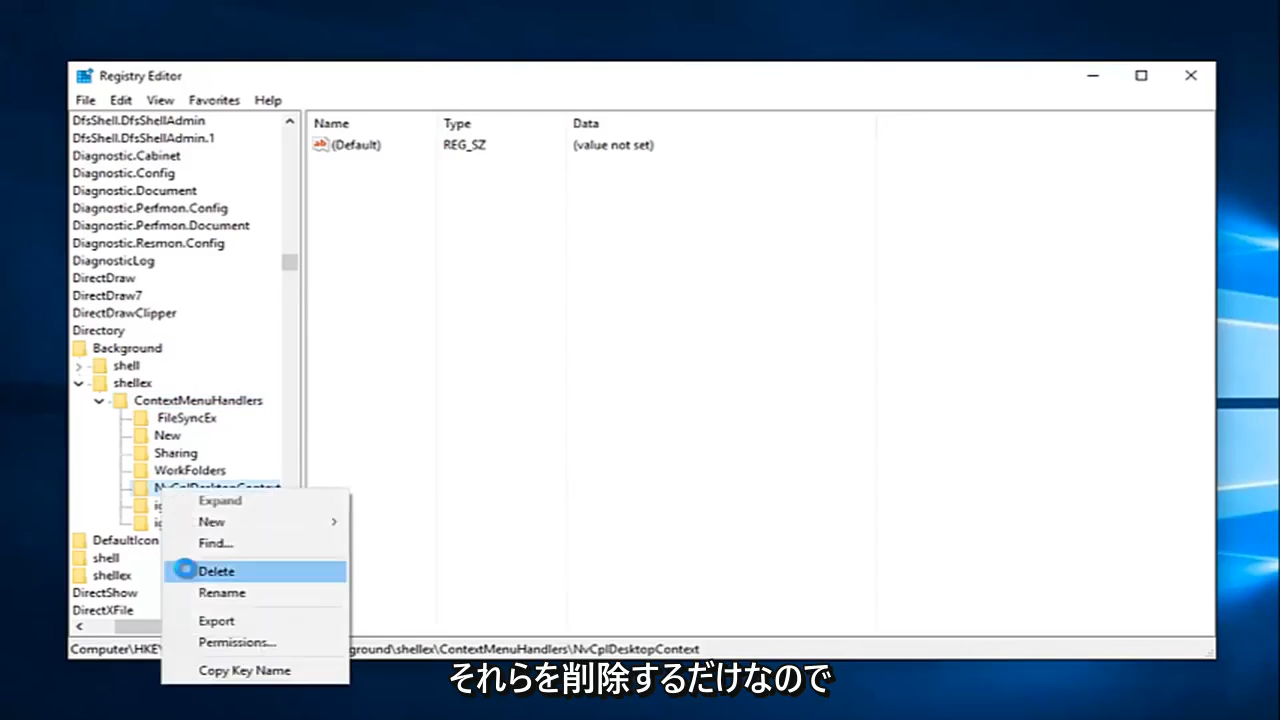 Registry Editor
File Edit View Favorites Help
DfsShell.DfsShellAdmin
DfsShell.DfsShellAdmin.1
Diagnostic.Cabinet
Diagnostic.Config
Diagnostic.Document
Diagnostic.Perfmon.Config
Diagnostic.Perfmon.Document
Diagnostic.Resmon.Config
DiagnosticLog
DirectDraw
DirectDraw7
DirectDrawClipper
Directory
Background
shell
shellex
ContextMenuHandlers
FileSyncEx
New
Sharing
WorkFolders
NvCplDesktopContext
DefaultIcon
shell
shellex
DirectShow
DirectXFile
Name Type Data
ab (Default) REG_SZ (value not set)
Expand
New
Find...
Delete
Rename
Export
Permissions...
Copy Key Name
Computer\HKE ground\shellex\ContextMenuHandlers\NvCplDesktopContext
それらを削除するだけなので